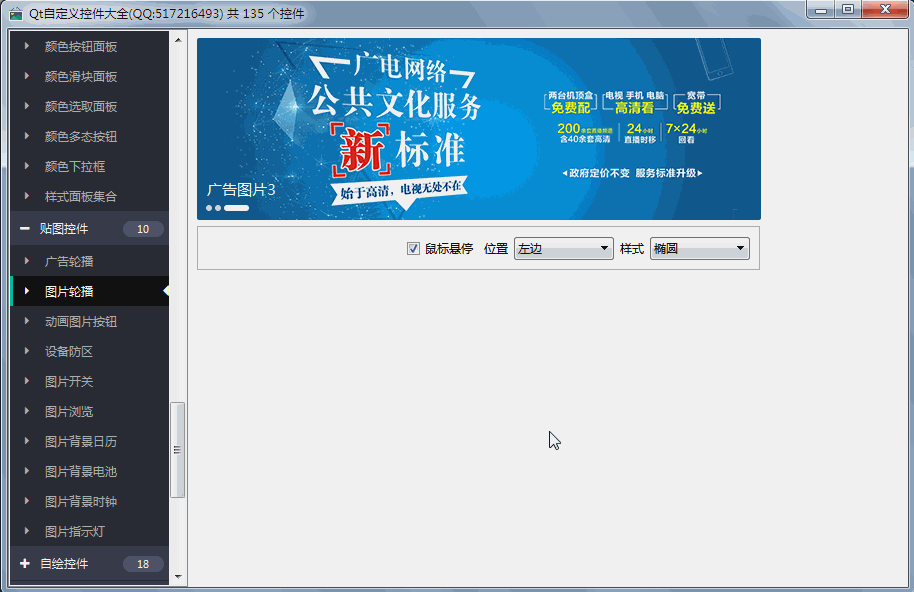 Qt自定义控件大全(QQ:517216493) 共 135 个控件
颜色按钮面板
颜色滑块面板
颜色选取面板
颜色多态按钮
颜色下拉框
样式面板集合
贴图控件 10
广告轮播
图片轮播
动画图片按钮
设备防区
图片开关
图片浏览
图片背景日历
图片背景电池
图片背景时钟
图片指示灯
自绘控件 18
广电网络
公共文化服务
新标准
始于高清，电视无处不在
广告图片3
两台机顶盒 电视 手机 电脑 宽带
免费配 高清看 免费送
200余套直播频道 24小时 7×24小时
含40余套高清 直播时移 回看
政府定价不变 服务标准升级
鼠标悬停 位置 左边 样式 椭圆